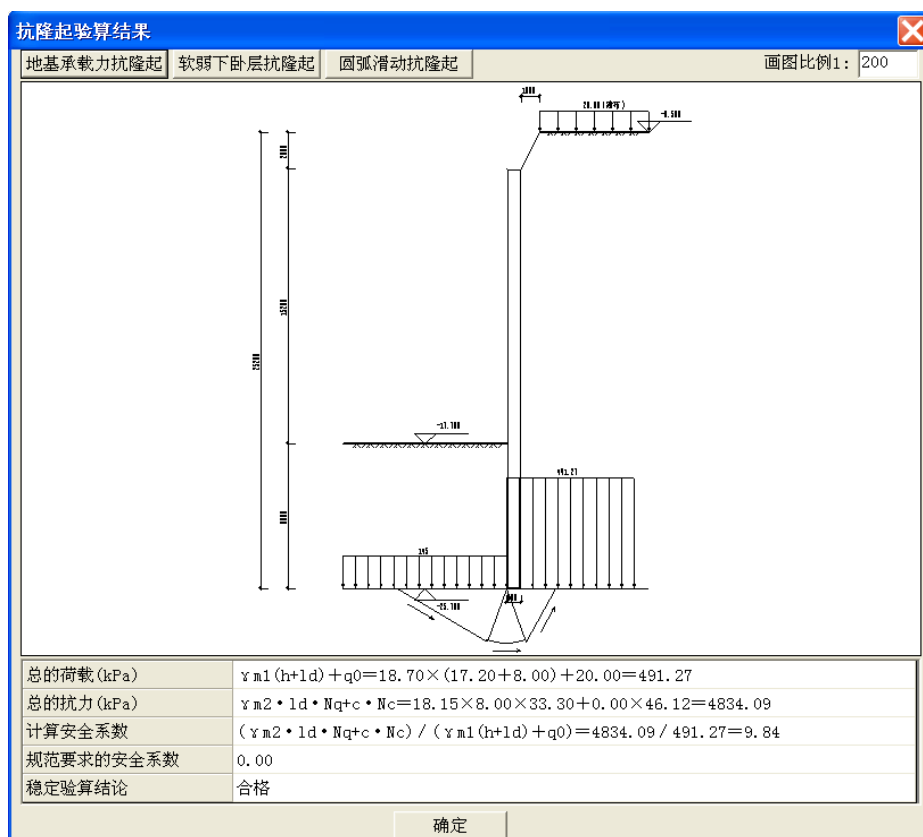 抗隆起验算结果
地基承载力抗隆起 软弱下卧层抗隆起 圆弧滑动抗隆起 画图比例1: 200
1000
20.00(满布)
-0.500
2000
15200
25200
-17.700
491.27
8000
145
-25.700
总的荷载(kPa) γm1(h+ld)+q0=18.70×(17.20+8.00)+20.00=491.27
总的抗力(kPa) γm2·ld·Nq+c·Nc=18.15×8.00×33.30+0.00×46.12=4834.09
计算安全系数 (γm2·ld·Nq+c·Nc)/(γm1(h+ld)+q0)=4834.09/491.27=9.84
规范要求的安全系数 0.00
稳定验算结论 合格
确定